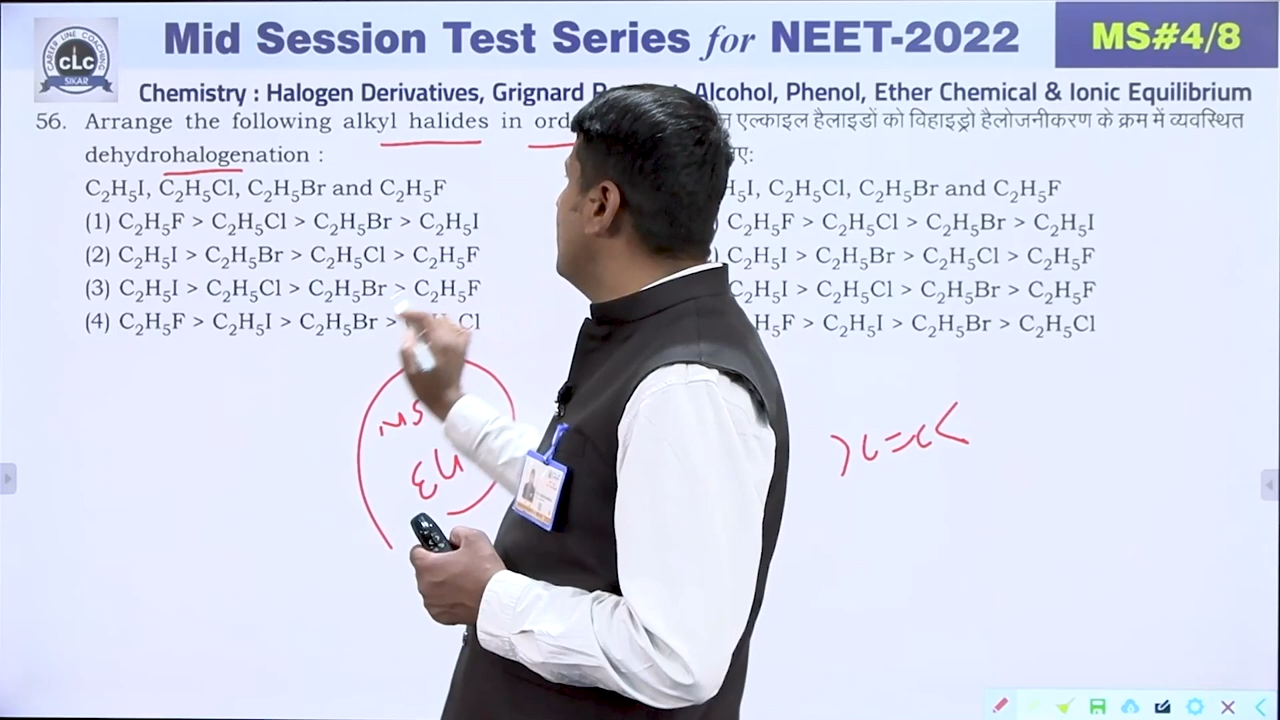 Mid Session Test Series for NEET-2022
MS#4/8
CAREER LINE COACHING
CLC
SIKAR
Chemistry : Halogen Derivatives, Grignard Alcohol, Phenol, Ether Chemical & Ionic Equilibrium
56. Arrange the following alkyl halides in
dehydrohalogenation :
C₂H₅I, C₂H₅Cl, C₂H₅Br and C₂H₅F
(1) C₂H₅F > C₂H₅Cl > C₂H₅Br > C₂H₅I
(2) C₂H₅I > C₂H₅Br > C₂H₅Cl > C₂H₅F
(3) C₂H₅I > C₂H₅Cl > C₂H₅Br > C₂H₅F
(4) C₂H₅F > C₂H₅I > C₂H₅Br > Cl
एल्काइल हैलाइडों को विहाइड्रो हैलोजनीकरण के क्रम में व्यवस्थित
H₅I, C₂H₅Cl, C₂H₅Br and C₂H₅F
C₂H₅F > C₂H₅Cl > C₂H₅Br > C₂H₅I
C₂H₅I > C₂H₅Br > C₂H₅Cl > C₂H₅F
C₂H₅I > C₂H₅Cl > C₂H₅Br > C₂H₅F
H₅F > C₂H₅I > C₂H₅Br > C₂H₅Cl